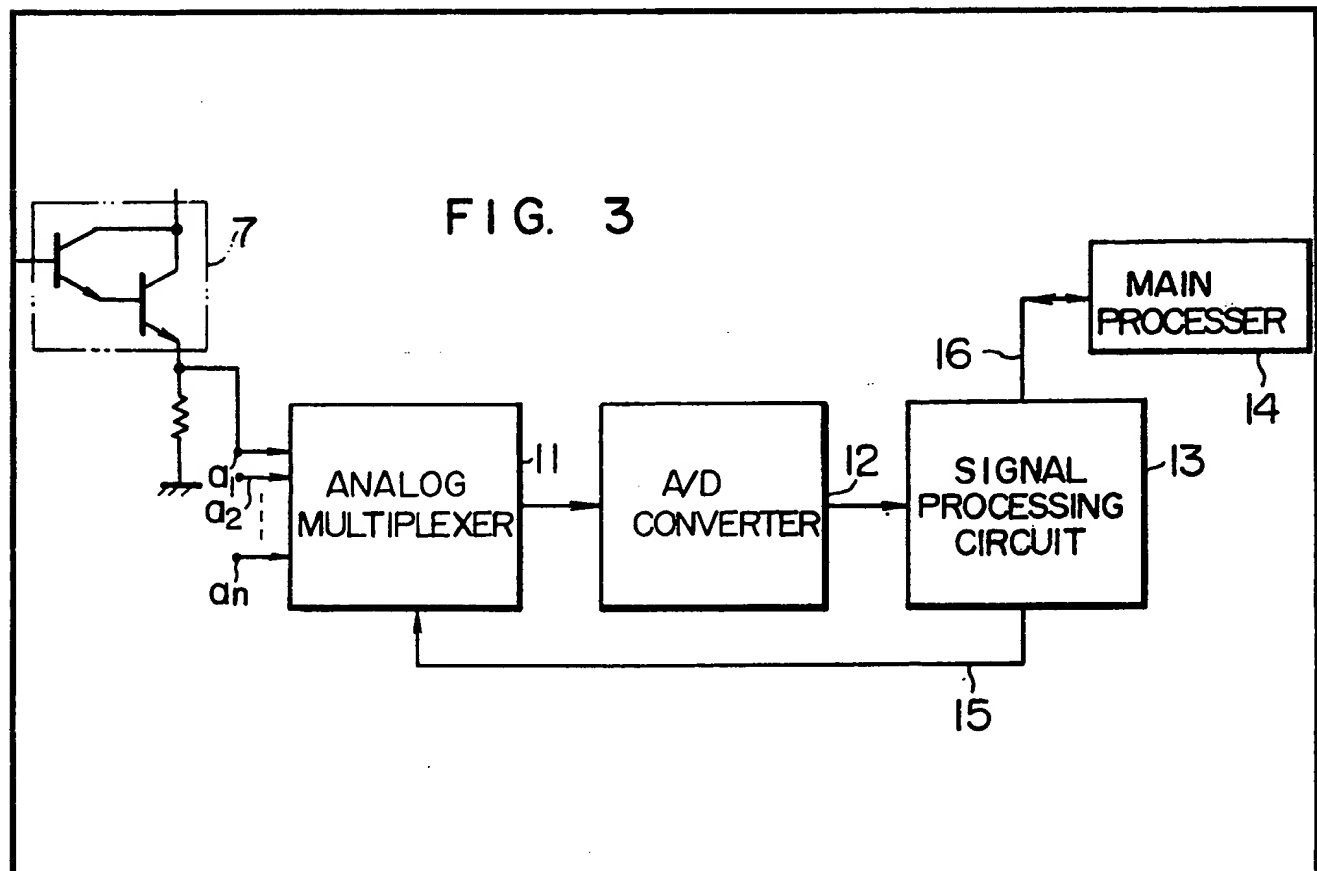 FIG. 3
7
MAIN
PROCESSER
14
16
a1
a2
an
ANALOG
MULTIPLEXER
11
A/D
CONVERTER
12
SIGNAL
PROCESSING
CIRCUIT
13
15